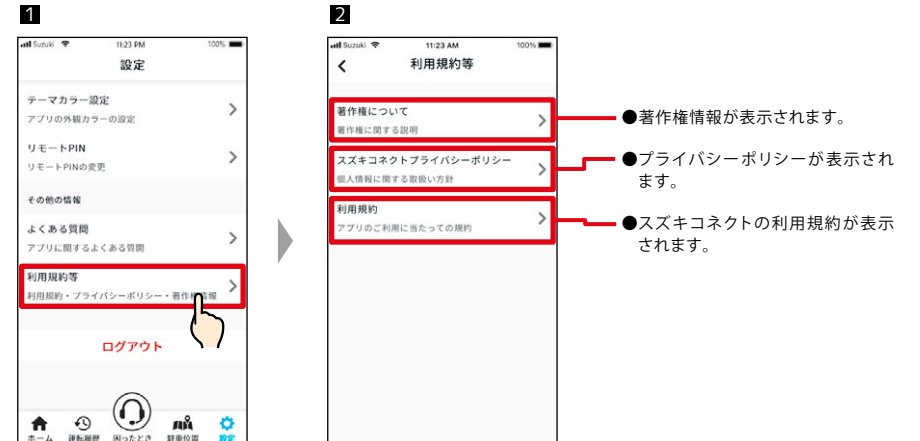 1
Suzuki 11:23 PM 100%
設定
テーマカラー設定
アプリの外観カラーの設定
リモートPIN
リモートPINの変更
その他の情報
よくある質問
アプリに関するよくある質問
利用規約等
利用規約・プライバシーポリシー・著作権情報
ログアウト
ホーム 運転履歴 困ったとき 駐車位置 設定
2
Suzuki 11:23 AM 100%
利用規約等
著作権について
著作権に関する説明
スズキコネクトプライバシーポリシー
個人情報に関する取扱い方針
利用規約
アプリのご利用に当たっての規約
●著作権情報が表示されます。
●プライバシーポリシーが表示され
ます。
●スズキコネクトの利用規約が表示
されます。